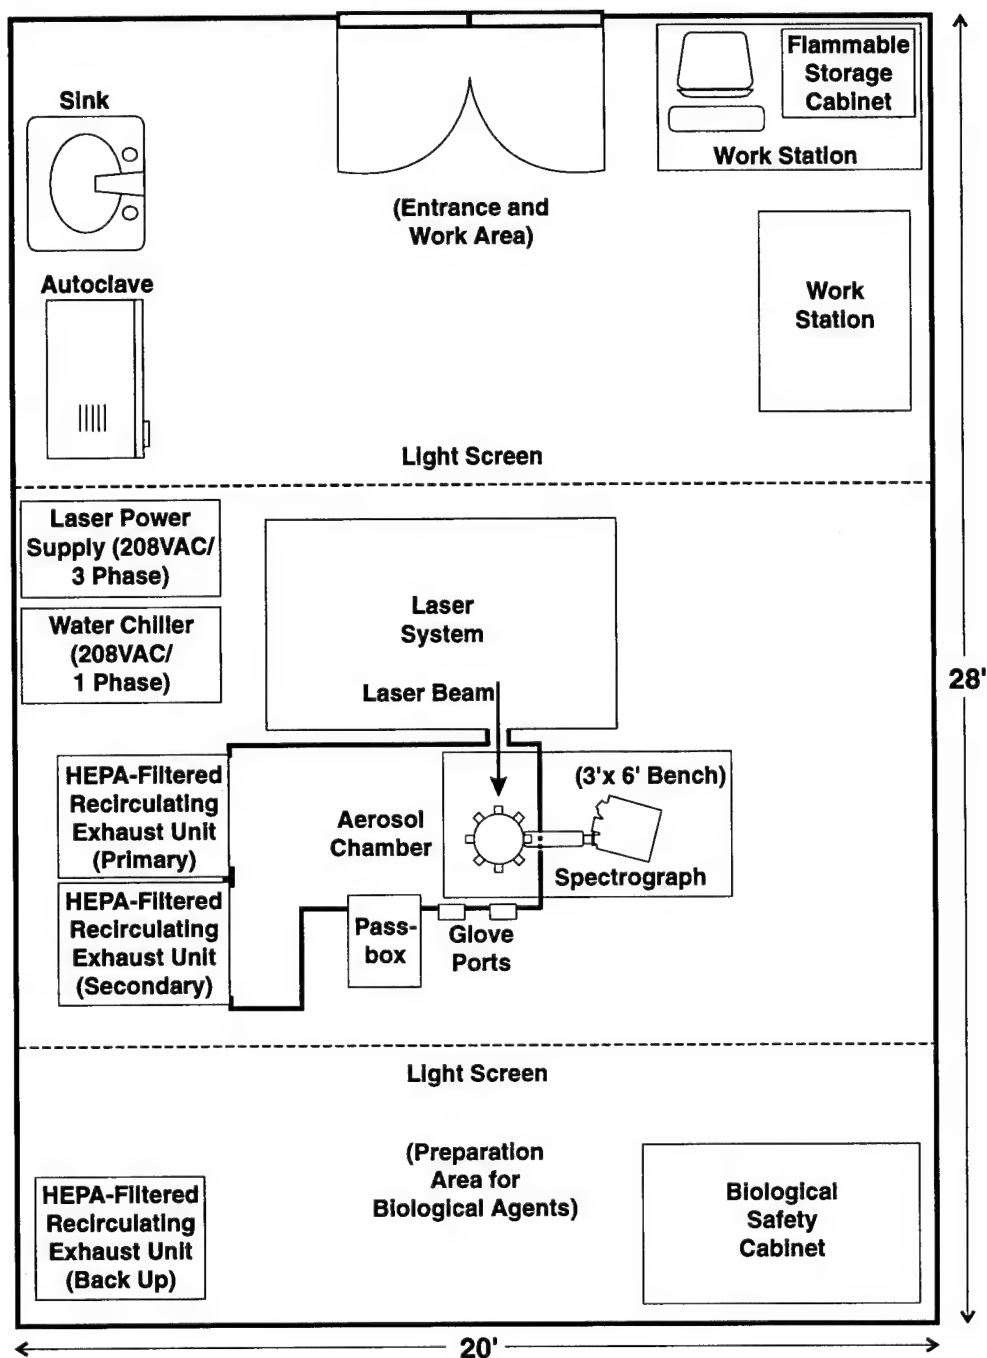 Flammable
Storage
Cabinet
Work Station
Sink
(Entrance and
Work Area)
Autoclave
Work
Station
Light Screen
Laser Power
Supply (208VAC/
3 Phase)
Water Chiller
(208VAC/
1 Phase)
Laser
System
Laser Beam
28'
HEPA-Filtered
Recirculating
Exhaust Unit
(Primary)
(3'x 6' Bench)
Aerosol
Chamber
Spectrograph
HEPA-Filtered
Recirculating
Exhaust Unit
(Secondary)
Pass-
box
Glove
Ports
Light Screen
(Preparation
Area for
Biological Agents)
HEPA-Filtered
Recirculating
Exhaust Unit
(Back Up)
Biological
Safety
Cabinet
20'